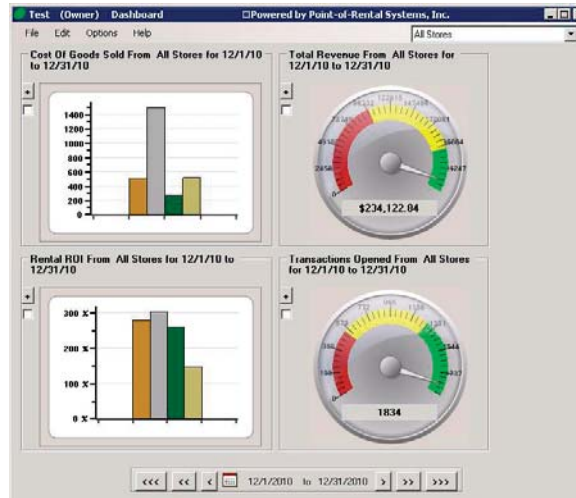 Test (Owner) Dashboard Powered by Point-of-Rental Systems, Inc.
File Edit Options Help All Stores
Cost Of Goods Sold From All Stores for 12/1/10
to 12/31/10
1400
1200
1000
800
600
400
200
0
Total Revenue From All Stores for
12/1/10 to 12/31/10
0
$234,122.84
Rental ROI From All Stores for 12/1/10 to
12/31/10
300 X
200 X
100 X
0 X
Transactions Opened From All Stores
for 12/1/10 to 12/31/10
0
772
1834
<<< << < 12/1/2010 to 12/31/2010 > >> >>>